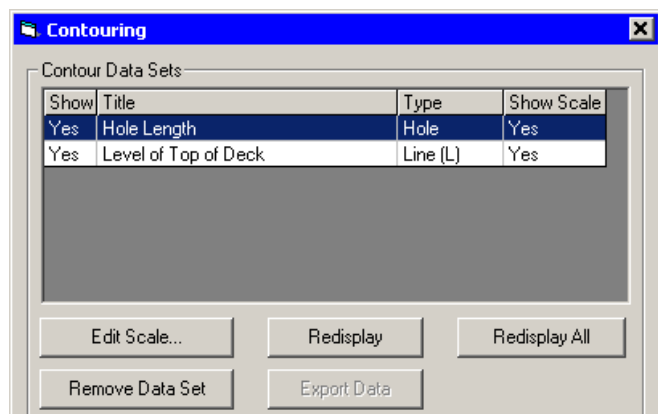 Contouring
Contour Data Sets
Show Title Type Show Scale
Yes Hole Length Hole Yes
Yes Level of Top of Deck Line (L) Yes
Edit Scale... Redisplay Redisplay All
Remove Data Set Export Data